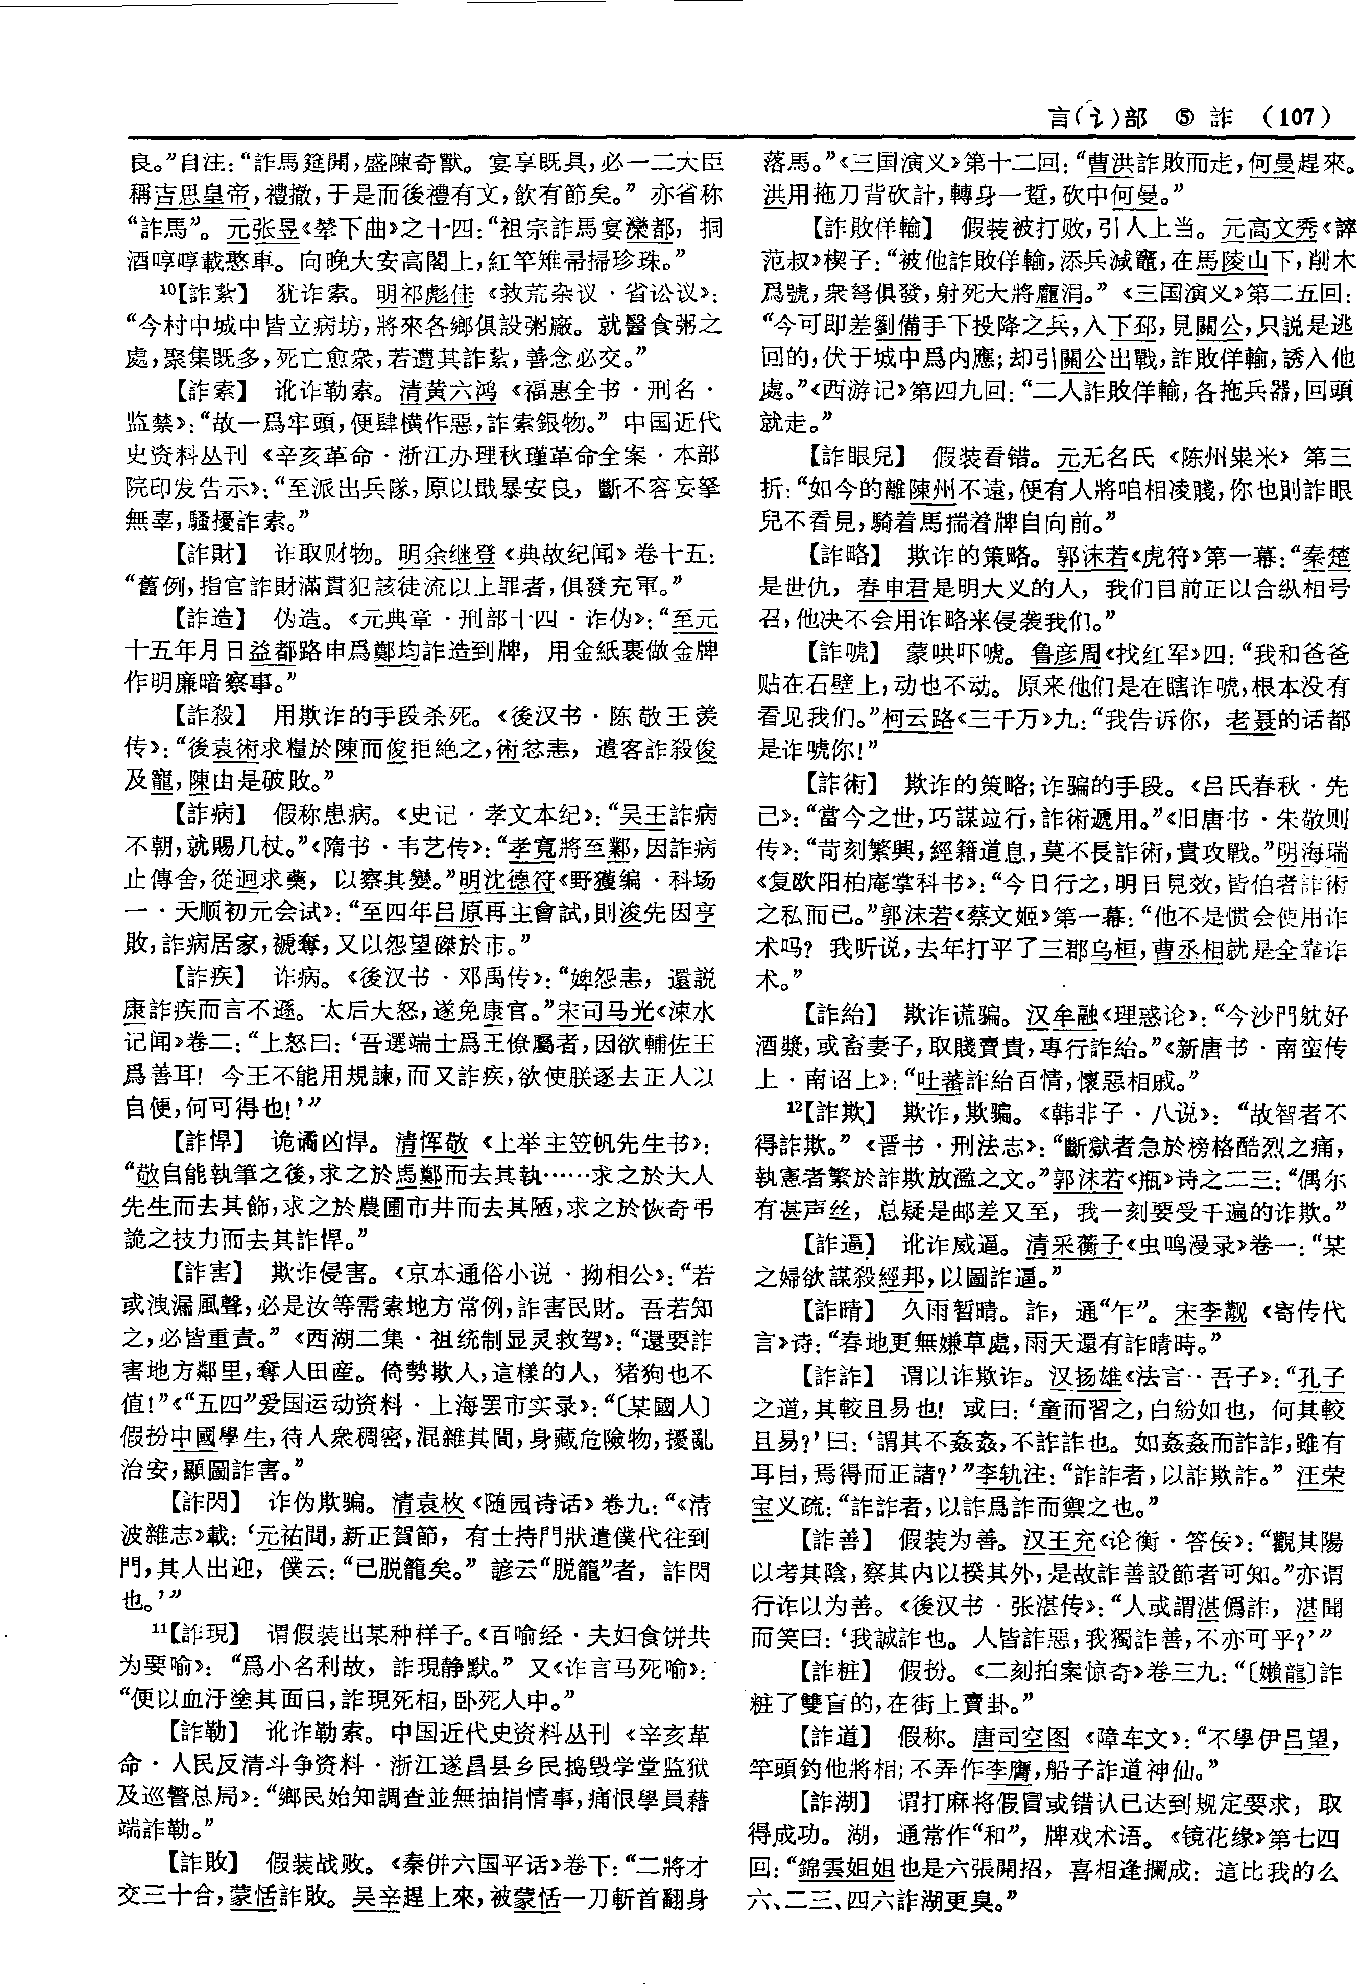 言(讠)部 ⑤ 詐 (107)
良。”自注:“詐馬筵開,盛陳奇獸。宴享既具,必一二大臣
稱吉思皇帝,禮撤,于是而後禮有文,飲有節矣。” 亦省称
“詐馬”。元张昱《辇下曲》之十四:“祖宗詐馬宴灤都,挏
酒哼哼載憨車。向晚大安高閣上,紅竿雉帚掃珍珠。”
10【詐紮】 犹诈索。明祁彪佳《救荒杂议·省讼议》:
“今村中城中皆立病坊,將來各鄉俱設粥廠。就醫食粥之
處,聚集既多,死亡愈衆,若遭其詐紮,善念必交。”
【詐索】 讹诈勒索。清黄六鸿《福惠全书·刑名·
监禁》:“故一爲牢頭,便肆横作惡,詐索銀物。” 中国近代
史资料丛刊《辛亥革命·浙江办理秋瑾革命全案·本部
院印发告示》:“至派出兵隊,原以戢暴安良,斷不容妄拏
無辜,騷擾詐索。”
【詐財】 诈取财物。明余继登《典故纪闻》卷十五:
“舊例,指官詐財滿貫犯該徒流以上罪者,俱發充軍。”
【詐造】 伪造。《元典章·刑部十四·诈伪》:“至元
十五年月日益都路申爲鄭均詐造到牌,用金紙裹做金牌
作明廉暗察事。”
【詐殺】 用欺诈的手段杀死。《後汉书·陈敬王羡
传》:“後袁術求糧於陳而俊拒絶之,術忿恚,遣客詐殺俊
及寵,陳由是破敗。”
【詐病】 假称患病。《史记·孝文本纪》:“吴王詐病
不朝,就賜几杖。”《隋书·韦艺传》:“孝寬將至鄴,因詐病
止傳舍,從迥求藥,以察其變。”明沈德符《野獲编·科场
一·天顺初元会试》:“至四年吕原再主會試,則浚先因亨
敗,詐病居家,褫奪,又以怨望磔於市。”
【詐疾】 诈病。《後汉书·邓禹传》:“婢怨恚,還説
康詐疾而言不遜。太后大怒,遂免康官。”宋司马光《涑水
记闻》卷二:“上怒曰:‘吾選端士爲王僚屬者,因欲輔佐王
爲善耳!今王不能用規諫,而又詐疾,欲使朕逐去正人以
自便,何可得也!’”
【詐悍】 诡谲凶悍。清恽敬《上举主笠帆先生书》:
“敬自能執筆之後,求之於馬鄭而去其執……求之於大人
先生而去其飾,求之於農圃市井而去其陋,求之於恢奇弔
詭之技力而去其詐悍。”
【詐害】 欺诈侵害。《京本通俗小说·拗相公》:“若
或洩漏風聲,必是汝等需索地方常例,詐害民財。吾若知
之,必皆重責。”《西湖二集·祖统制显灵救驾》:“還要詐
害地方鄰里,奪人田産。倚勢欺人,這樣的人,猪狗也不
值!”《“五四”爱国运动资料·上海罢市实录》:“〔某國人〕
假扮中國學生,待人衆稠密,混雜其間,身藏危險物,擾亂
治安,顯圖詐害。”
【詐閃】 诈伪欺骗。清袁枚《随园诗话》卷九:“《清
波雜志》載:‘元祐間,新正賀節,有士持門狀遣僕代往到
門,其人出迎,僕云:“已脱籠矣。”諺云“脱籠”者,詐閃
也。’”
11【詐現】 谓假装出某种样子。《百喻经·夫妇食饼共
为要喻》:“爲小名利故,詐現静默。” 又《诈言马死喻》:
“便以血汙塗其面目,詐現死相,卧死人中。”
【詐勒】 讹诈勒索。中国近代史资料丛刊《辛亥革
命·人民反清斗争资料·浙江遂昌县乡民捣毁学堂监狱
及巡警总局》:“鄉民始知調查並無抽捐情事,痛恨學員藉
端詐勒。”
【詐敗】 假装战败。《秦併六国平话》卷下:“二將才
交三十合,蒙恬詐敗。吴辛趕上來,被蒙恬一刀斬首翻身
落馬。”《三国演义》第十二回:“曹洪詐敗而走,何曼趕來。
洪用拖刀背砍計,轉身一踅,砍中何曼。”
【詐敗佯輸】 假装被打败,引人上当。元高文秀《谇
范叔》楔子:“被他詐敗佯輸,添兵減竈,在馬陵山下,削木
爲號,衆弩俱發,射死大將龐涓。”《三国演义》第二五回:
“今可即差劉備手下投降之兵,入下邳,見關公,只説是逃
回的,伏于城中爲内應;却引關公出戰,詐敗佯輸,誘入他
處。”《西游记》第四九回:“二人詐敗佯輸,各拖兵器,回頭
就走。”
【詐眼兒】 假装看错。元无名氏《陈州粜米》第三
折:“如今的離陳州不遠,便有人將咱相凌賤,你也則詐眼
兒不看見,騎着馬揣着牌自向前。”
【詐略】 欺诈的策略。郭沫若《虎符》第一幕:“秦楚
是世仇,春申君是明大义的人,我们目前正以合纵相号
召,他决不会用诈略来侵袭我们。”
【詐唬】 蒙哄吓唬。鲁彦周《找红军》四:“我和爸爸
贴在石壁上,动也不动。原来他们是在瞎诈唬,根本没有
看见我们。”柯云路《三千万》九:“我告诉你,老聂的话都
是诈唬你!”
【詐術】 欺诈的策略;诈骗的手段。《吕氏春秋·先
己》:“當今之世,巧謀竝行,詐術遞用。”《旧唐书·朱敬则
传》:“苛刻繁興,經籍道息,莫不長詐術,貴攻戰。”明海瑞
《复欧阳柏庵掌科书》:“今日行之,明日見效,皆伯者詐術
之私而已。”郭沫若《蔡文姬》第一幕:“他不是惯会使用诈
术吗?我听说,去年打平了三郡乌桓,曹丞相就是全靠诈
术。”
【詐紿】 欺诈谎骗。汉牟融《理惑论》:“今沙門躭好
酒漿,或畜妻子,取賤賣貴,專行詐紿。”《新唐书·南蛮传
上·南诏上》:“吐蕃詐紿百情,懷惡相戚。”
12【詐欺】 欺诈,欺骗。《韩非子·八说》:“故智者不
得詐欺。”《晋书·刑法志》:“斷獄者急於榜格酷烈之痛,
執憲者繁於詐欺放濫之文。”郭沫若《瓶》诗之二三:“偶尔
有甚声丝,总疑是邮差又至,我一刻要受千遍的诈欺。”
【詐逼】 讹诈威逼。清采蘅子《虫鸣漫录》卷一:“某
之婦欲謀殺經邦,以圖詐逼。”
【詐晴】 久雨暂晴。詐,通“乍”。宋李觏《寄传代
言》诗:“春地更無嫌草處,雨天還有詐晴時。”
【詐詐】 谓以诈欺诈。汉扬雄《法言·吾子》:“孔子
之道,其較且易也!或曰:‘童而習之,白紛如也,何其較
且易?’曰:‘謂其不姦姦,不詐詐也。如姦姦而詐詐,雖有
耳目,焉得而正諸?’”李轨注:“詐詐者,以詐欺詐。”汪荣
宝义疏:“詐詐者,以詐爲詐而禦之也。”
【詐善】 假装为善。汉王充《论衡·答佞》:“觀其陽
以考其陰,察其内以揆其外,是故詐善設節者可知。”亦谓
行诈以为善。《後汉书·张湛传》:“人或謂湛僞詐,湛聞
而笑曰:‘我誠詐也。人皆詐惡,我獨詐善,不亦可乎?’”
【詐粧】 假扮。《二刻拍案惊奇》卷三九:“〔嬾龍〕詐
粧了雙盲的,在街上賣卦。”
【詐道】 假称。唐司空图《障车文》:“不學伊吕望,
竿頭釣他將相;不弄作李膺,船子詐道神仙。”
【詐湖】 谓打麻将假冒或错认已达到规定要求,取
得成功。湖,通常作“和”,牌戏术语。《镜花缘》第七四
回:“錦雲姐姐也是六張開招,喜相逢攔成:這比我的么
六、二三、四六詐湖更臭。”